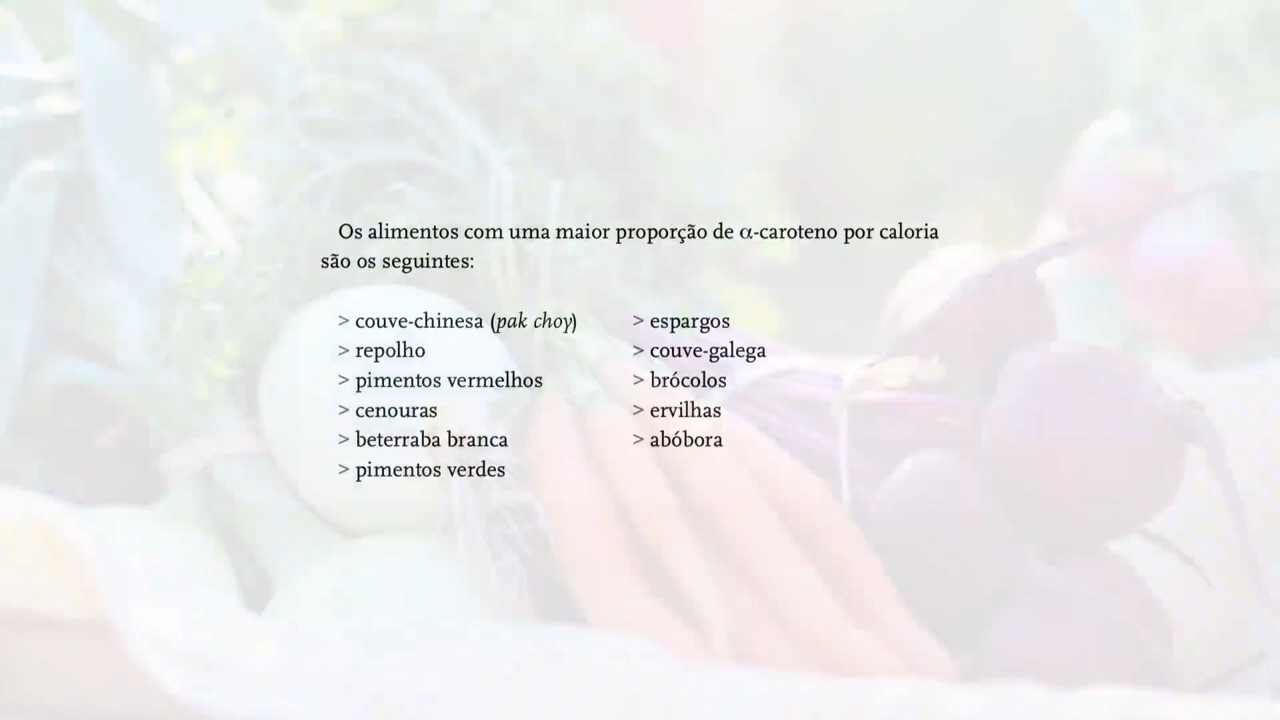 Os alimentos com uma maior proporção de α-caroteno por caloria
são os seguintes:
> couve-chinesa (pak choy)
> repolho
> pimentos vermelhos
> cenouras
> beterraba branca
> pimentos verdes
> espargos
> couve-galega
> brócolos
> ervilhas
> abóbora